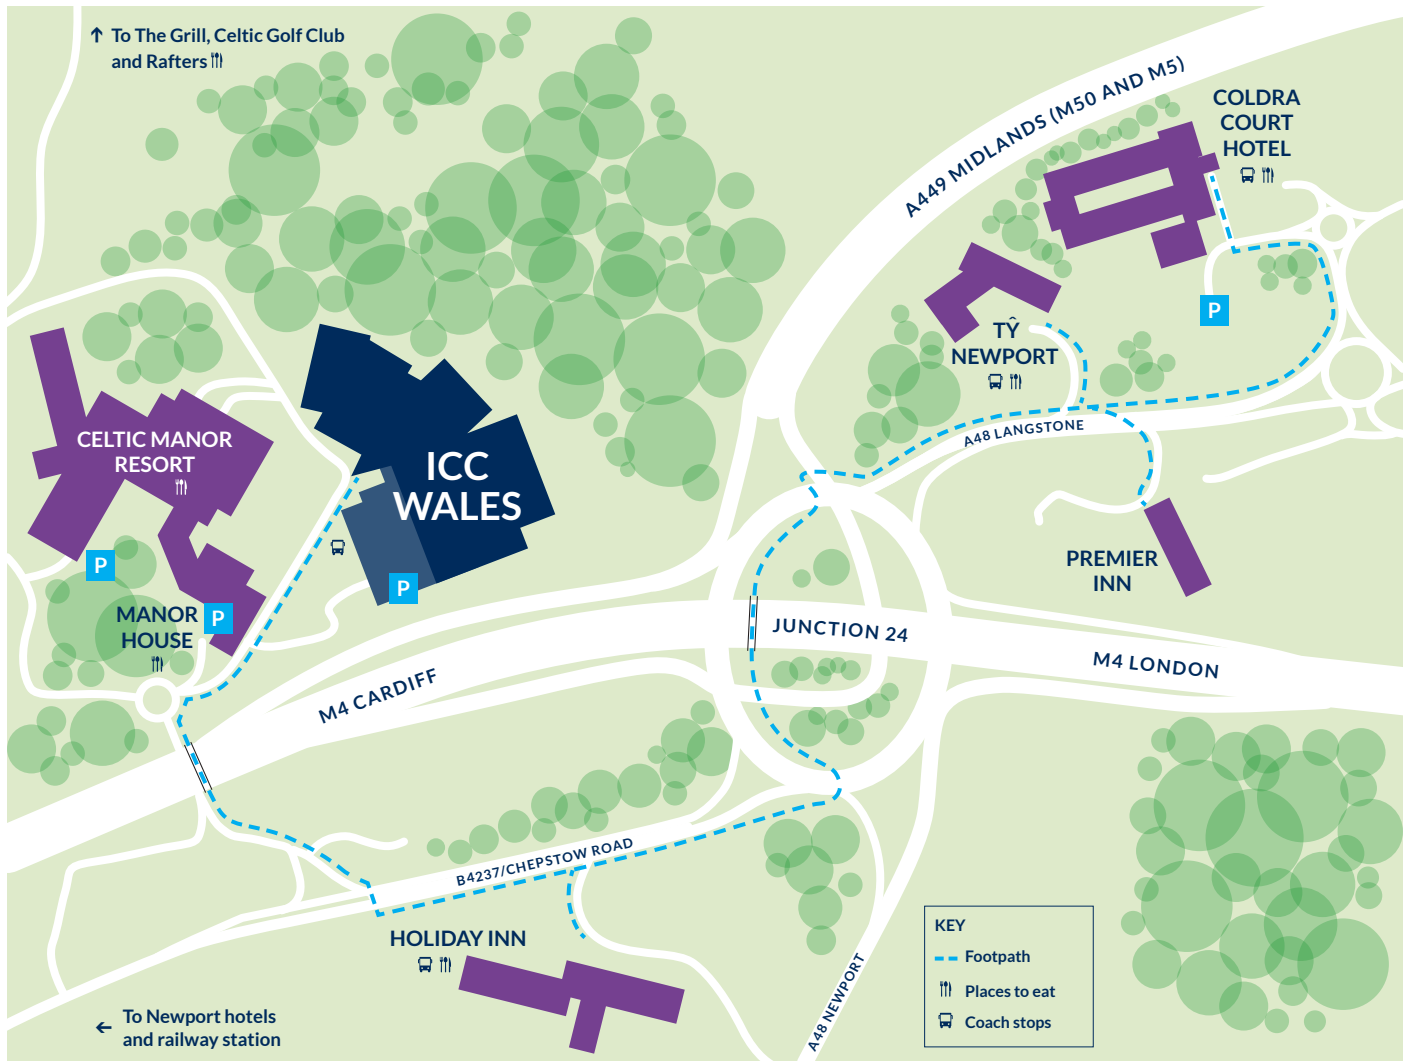 ↑ To The Grill, Celtic Golf Club
and Rafters
A449 MIDLANDS (M50 AND M5)
COLDRA
COURT
HOTEL
P
TŶ
NEWPORT
A48 LANGSTONE
CELTIC MANOR
RESORT
ICC
WALES
P
P
MANOR
HOUSE
P
PREMIER
INN
JUNCTION 24
M4 LONDON
M4 CARDIFF
B4237/CHEPSTOW ROAD
HOLIDAY INN
A48 NEWPORT
KEY
Footpath
Places to eat
Coach stops
← To Newport hotels
and railway station